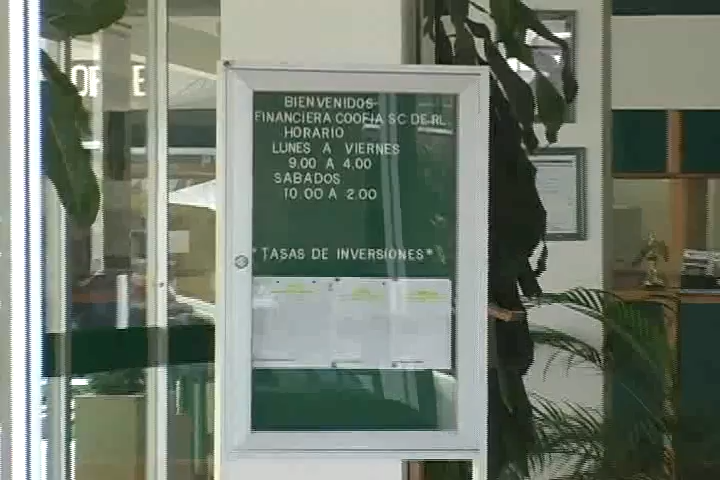 BIENVENIDOS
FINANCIERA COOFIA SC DE RL
HORARIO
LUNES A VIERNES
9.00 A 4.00
SABADOS
10.00 A 2.00
*TASAS DE INVERSIONES*